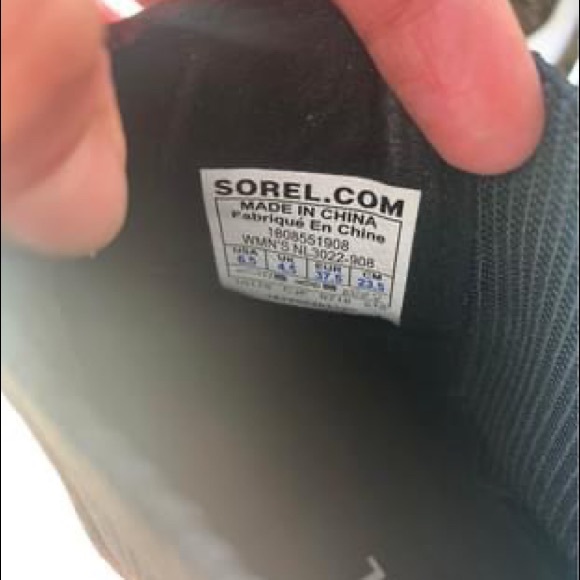 SOREL.COM
MADE IN CHINA
Fabriqué En Chine
1808551908
WMN'S NL3022-908
USA UK EUR CM
6.5 4.5 37.5 23.5